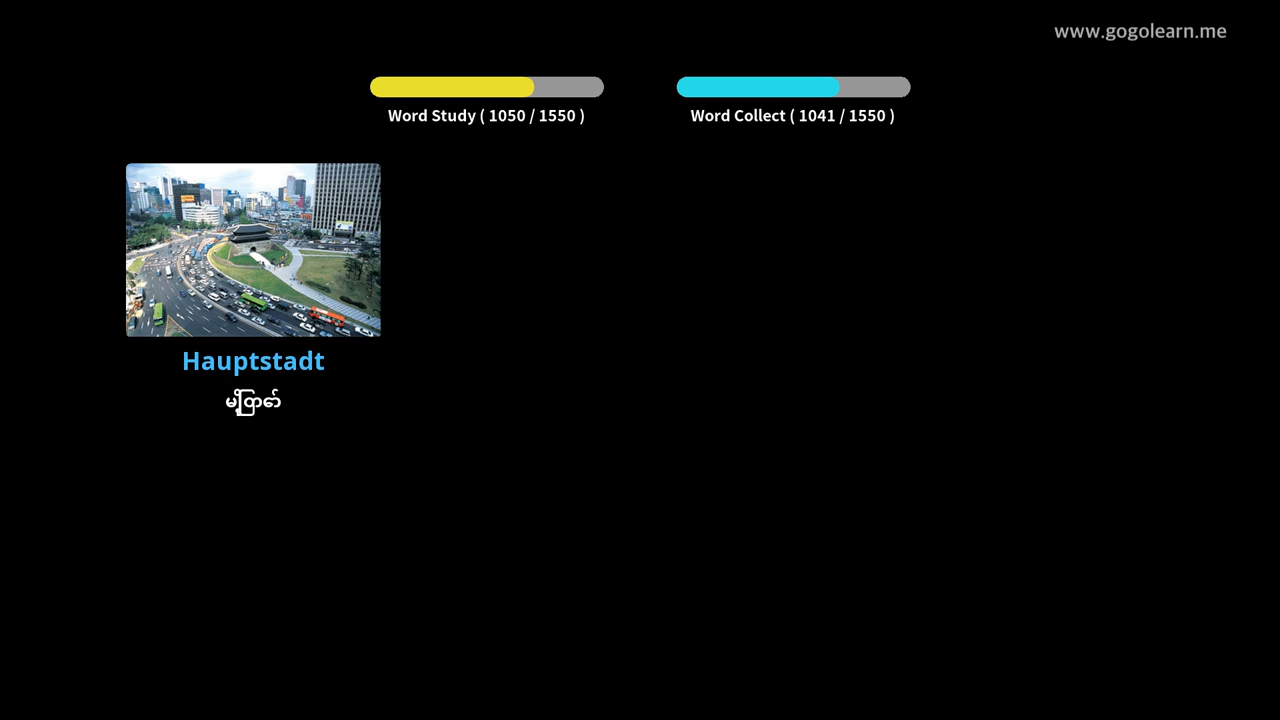 www.gogolearn.me
Word Study ( 1050 / 1550 )
Word Collect ( 1041 / 1550 )
Hauptstadt
မြို့တော်